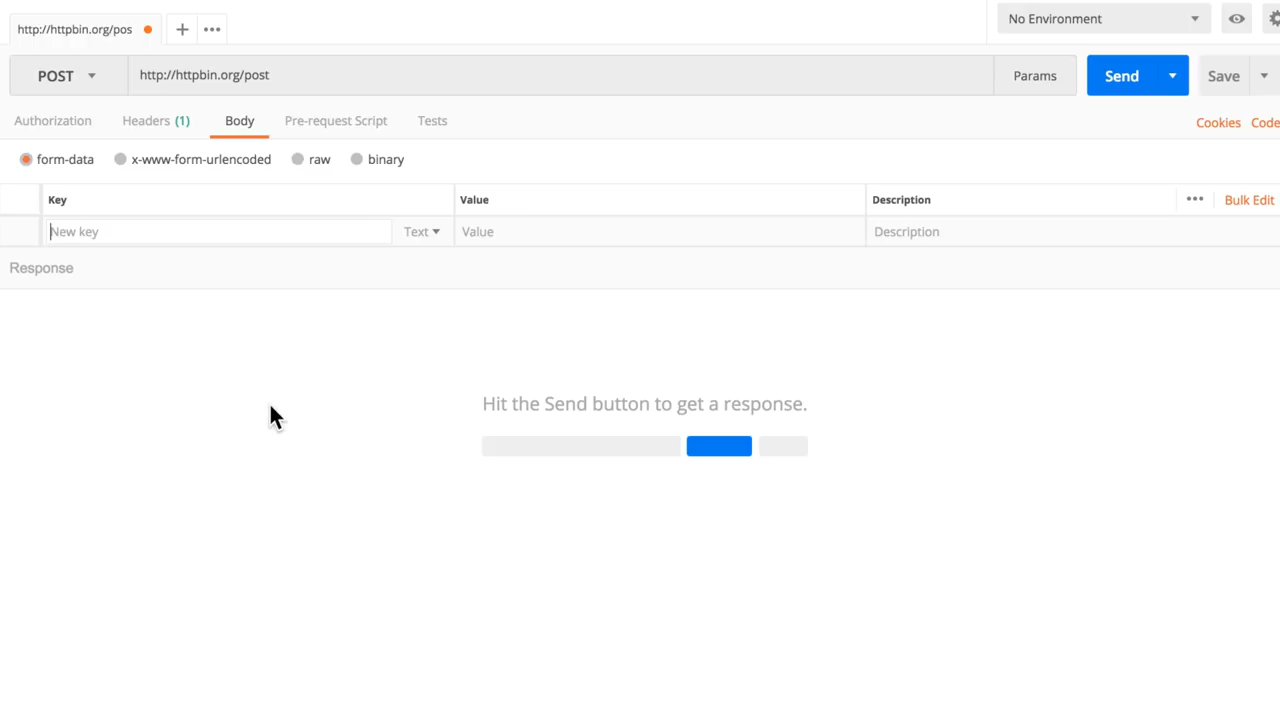 http://httpbin.org/pos
No Environment
POST http://httpbin.org/post Params Send Save
Authorization Headers (1) Body Pre-request Script Tests Cookies Code
form-data x-www-form-urlencoded raw binary
Key Value Description Bulk Edit
New key Text Value Description
Response
Hit the Send button to get a response.